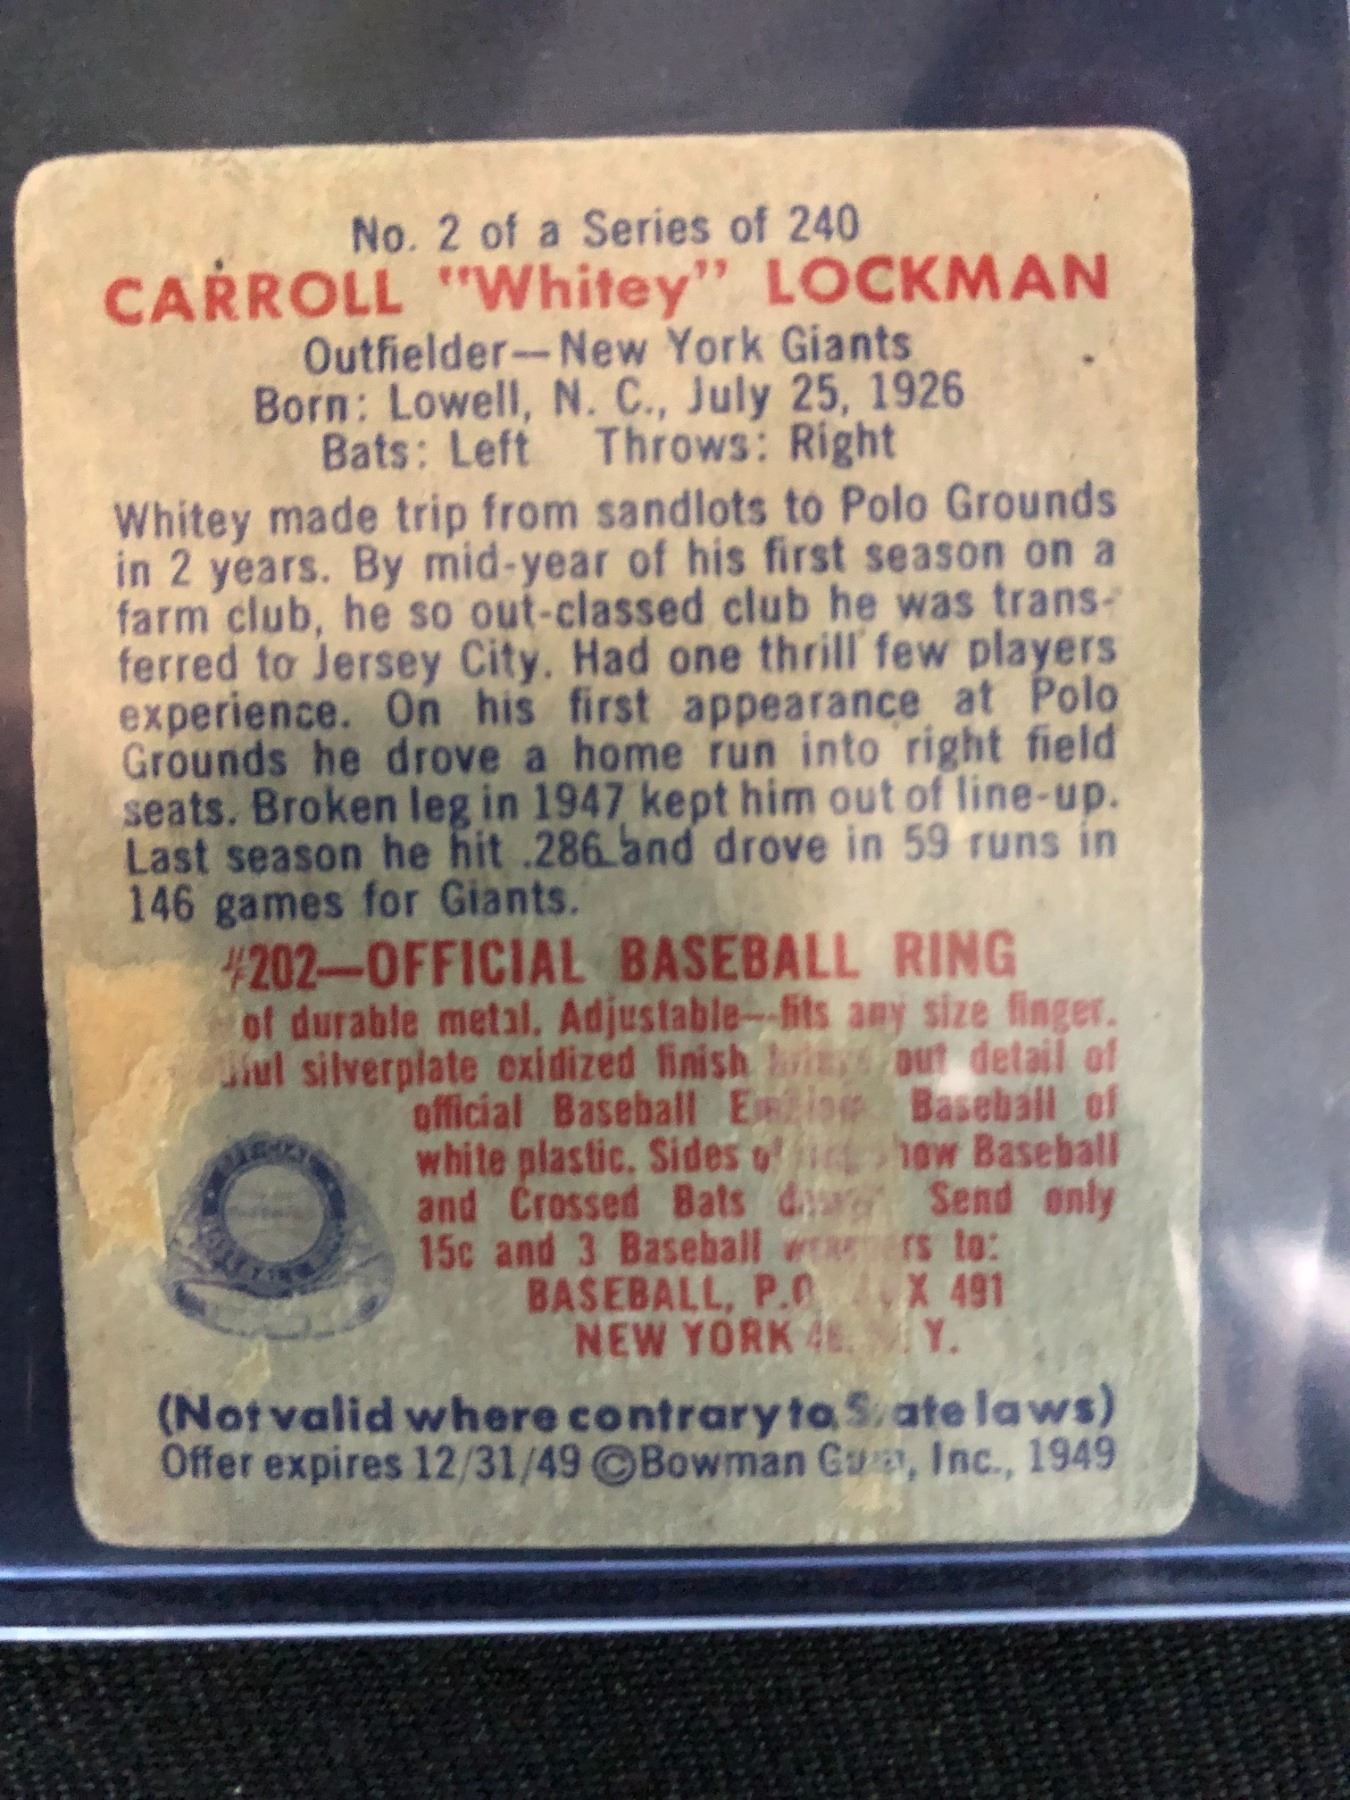 No. 2 of a Series of 240
CARROLL "Whitey" LOCKMAN
Outfielder—New York Giants
Born: Lowell, N. C., July 25, 1926
Bats: Left Throws: Right
Whitey made trip from sandlots to Polo Grounds
in 2 years. By mid-year of his first season on a
farm club, he so out-classed club he was trans-
ferred to Jersey City. Had one thrill few players
experience. On his first appearance at Polo
Grounds he drove a home run into right field
seats. Broken leg in 1947 kept him out of line-up.
Last season he hit .286 and drove in 59 runs in
146 games for Giants.
#202—OFFICIAL BASEBALL RING
of durable metal. Adjustable—fits any size finger.
silverplate oxidized finish out detail of
official Baseball Emblem. Baseball of
white plastic. Sides of show Baseball
and Crossed Bats Send only
15c and 3 Baseball wrappers to:
BASEBALL, P.O. 491
NEW YORK Y.
(Not valid where contrary to State laws)
Offer expires 12/31/49 ©Bowman Gum, Inc., 1949